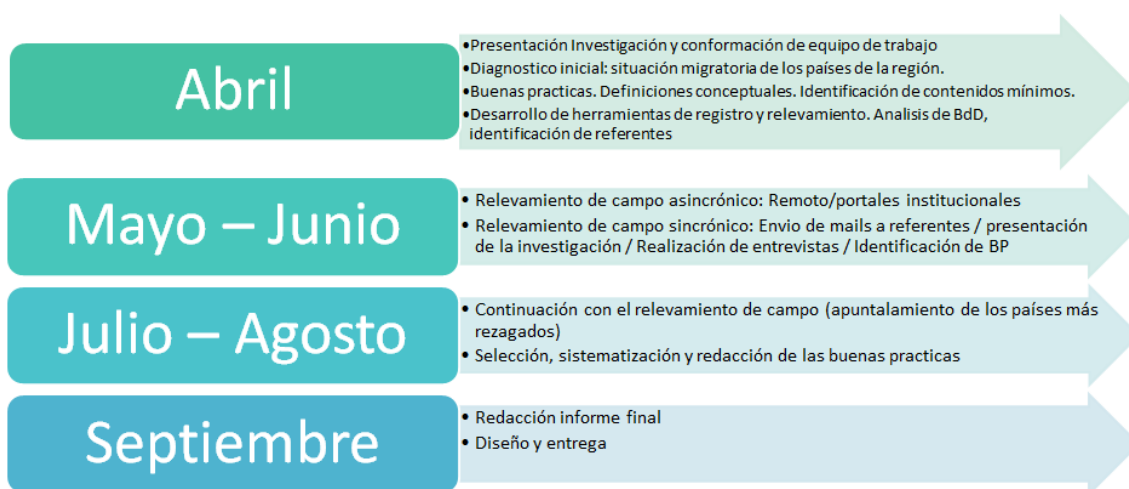 Abril
•Presentación Investigación y conformación de equipo de trabajo
•Diagnostico inicial: situación migratoria de los países de la región.
•Buenas practicas. Definiciones conceptuales. Identificación de contenidos mínimos.
•Desarrollo de herramientas de registro y relevamiento. Analisis de BdD,
identificación de referentes
Mayo – Junio
• Relevamiento de campo asincrónico: Remoto/portales institucionales
• Relevamiento de campo sincrónico: Envio de mails a referentes / presentación
de la investigación / Realización de entrevistas / Identificación de BP
Julio – Agosto
• Continuación con el relevamiento de campo (apuntalamiento de los países más
rezagados)
• Selección, sistematización y redacción de las buenas practicas
Septiembre
• Redacción informe final
• Diseño y entrega